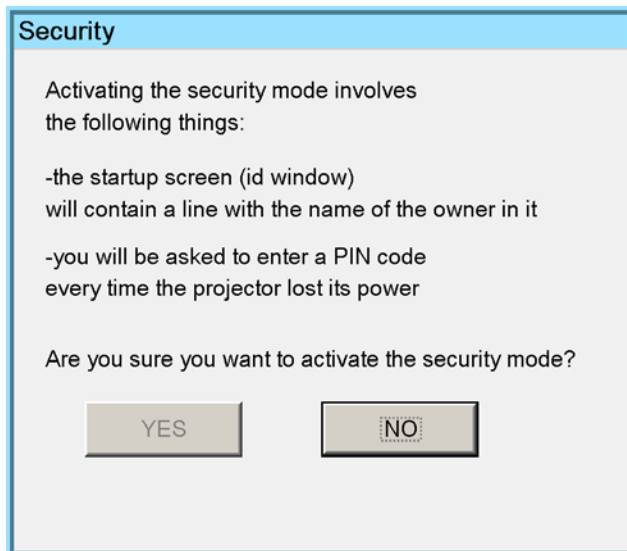 Security
Activating the security mode involves
the following things:
-the startup screen (id window)
will contain a line with the name of the owner in it
-you will be asked to enter a PIN code
every time the projector lost its power
Are you sure you want to activate the security mode?
YES
NO